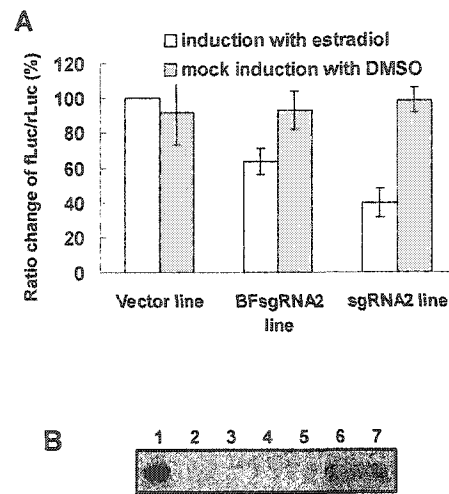 A
induction with estradiol
mock induction with DMSO
Ratio change of fLuc/rLuc (%)
120
100
80
60
40
20
0
Vector line
BFsgRNA2 line
sgRNA2 line
B
1 2 3 4 5 6 7